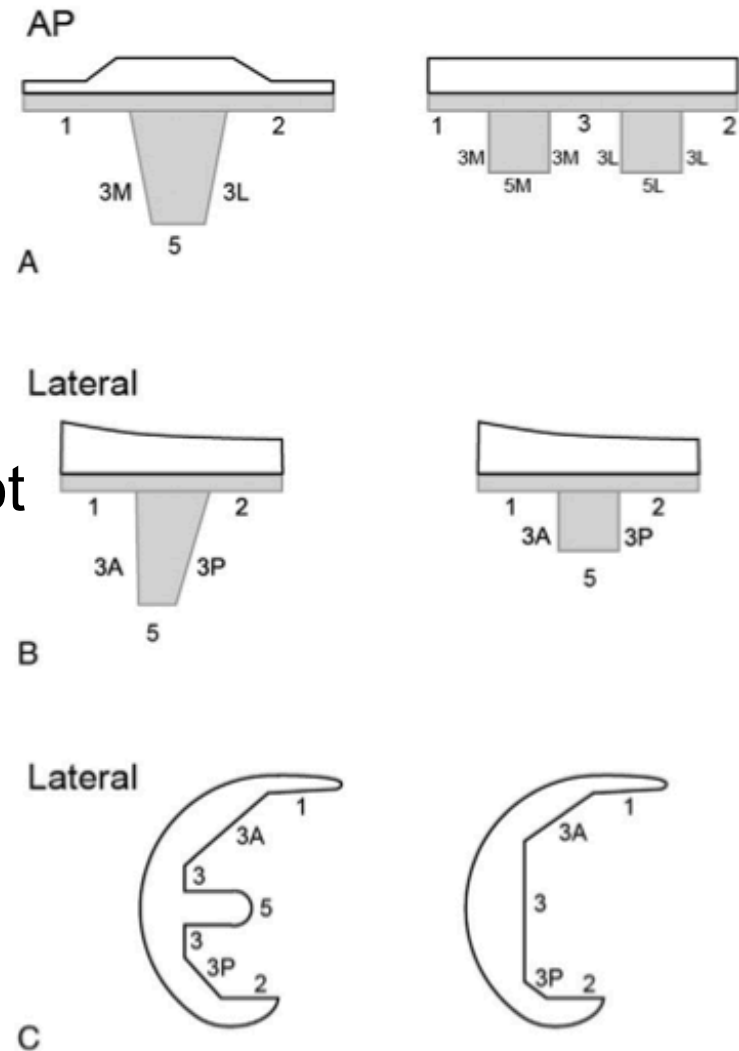 AP
1 2 1 3 2
3M 3L 3M 3M 3L 3L
5M 5L
5
A
Lateral
ot
1 2 1 2
3A 3P 3A 3P
5
5
B
Lateral
1 1
3A 3A
3
5 3
3
3P 3P
2 2
C